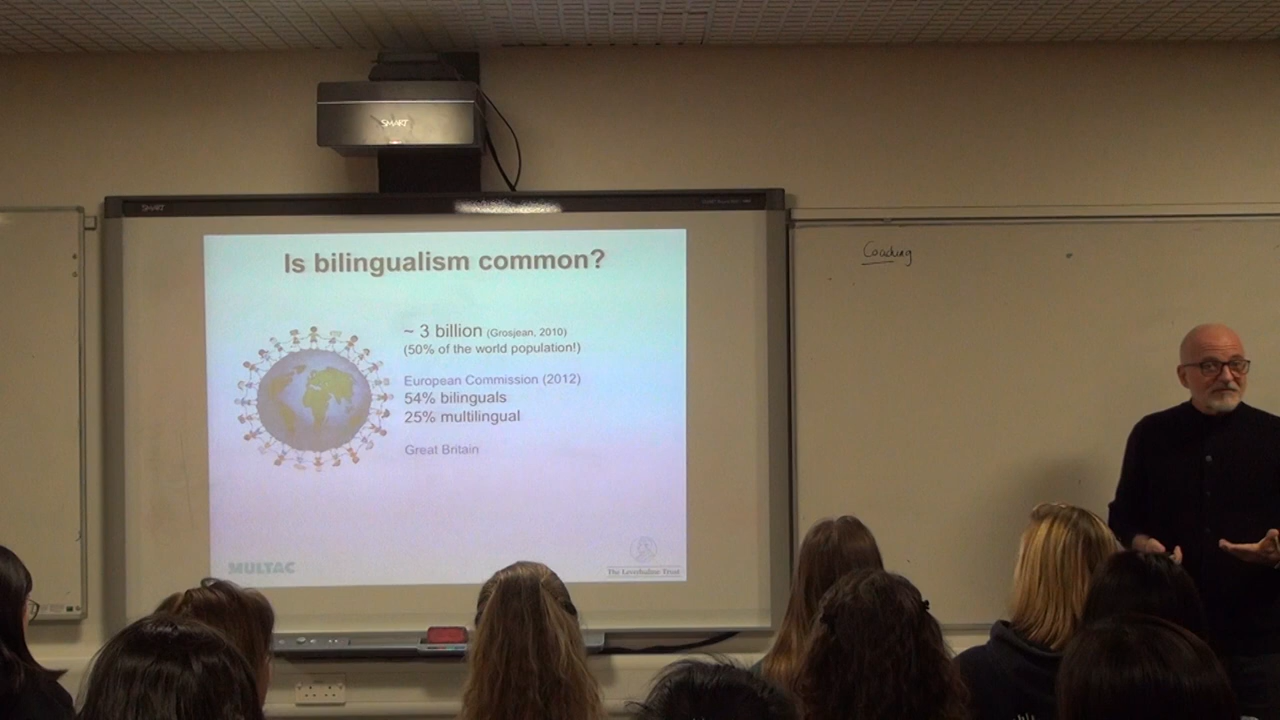 SMART
SMART
Is bilingualism common?
~ 3 billion (Grosjean, 2010)
(50% of the world population!)
European Commission (2012)
54% bilinguals
25% multilingual
Great Britain
MULTAC
The Leverhulme Trust
Coading